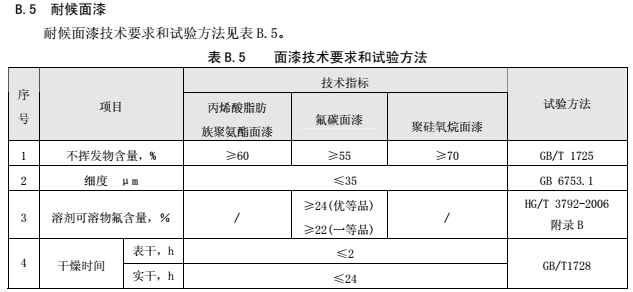 B.5 耐候面漆
耐候面漆技术要求和试验方法见表 B.5。
表 B.5 面漆技术要求和试验方法
序号 项目 技术指标 试验方法
丙烯酸脂肪族聚氨酯面漆 氟碳面漆 聚硅氧烷面漆
1 不挥发物含量，% ≥60 ≥55 ≥70 GB/T 1725
2 细度 μm ≤35 GB 6753.1
3 溶剂可溶物氟含量，% / ≥24(优等品) ≥22(一等品) / HG/T 3792-2006 附录 B
4 干燥时间 表干，h ≤2 GB/T1728
实干，h ≤24